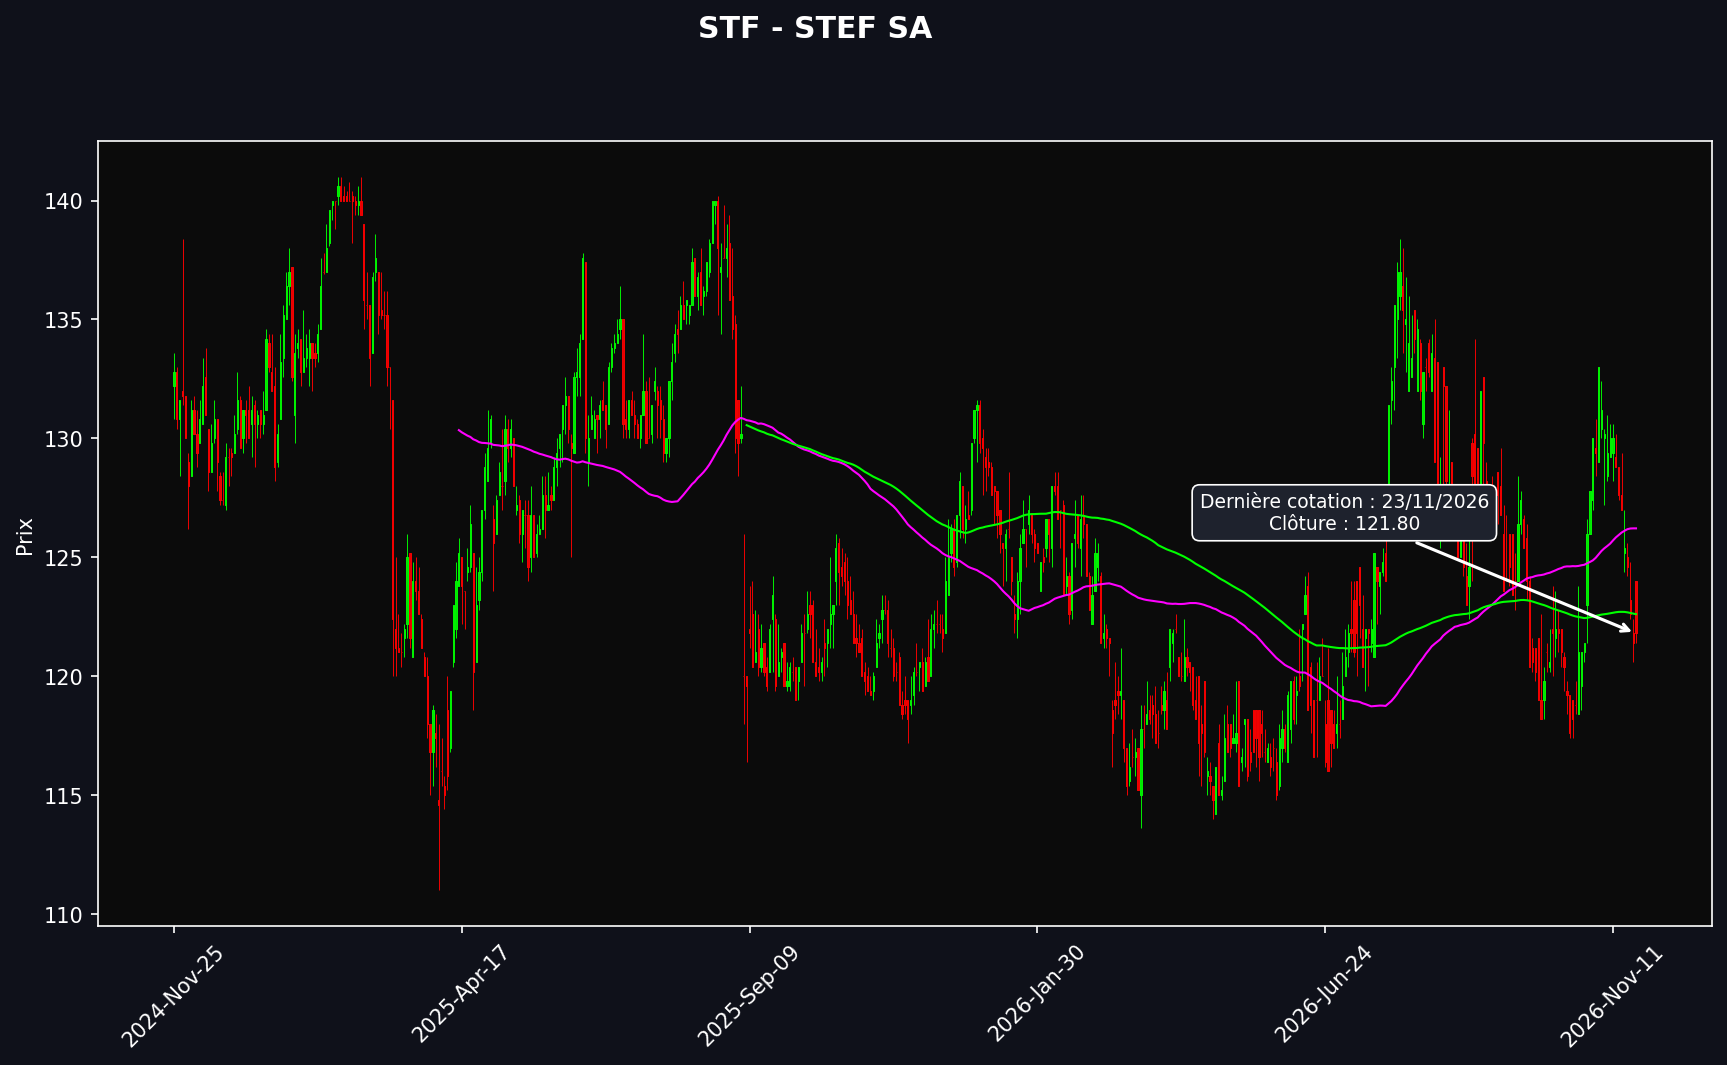 STF - STEF SA
140
135
130
125
120
115
110
Prix
Dernière cotation : 23/11/2026
Clôture : 121.80
2024-Nov-25
2025-Apr-17
2025-Sep-09
2026-Jan-30
2026-Jun-24
2026-Nov-11